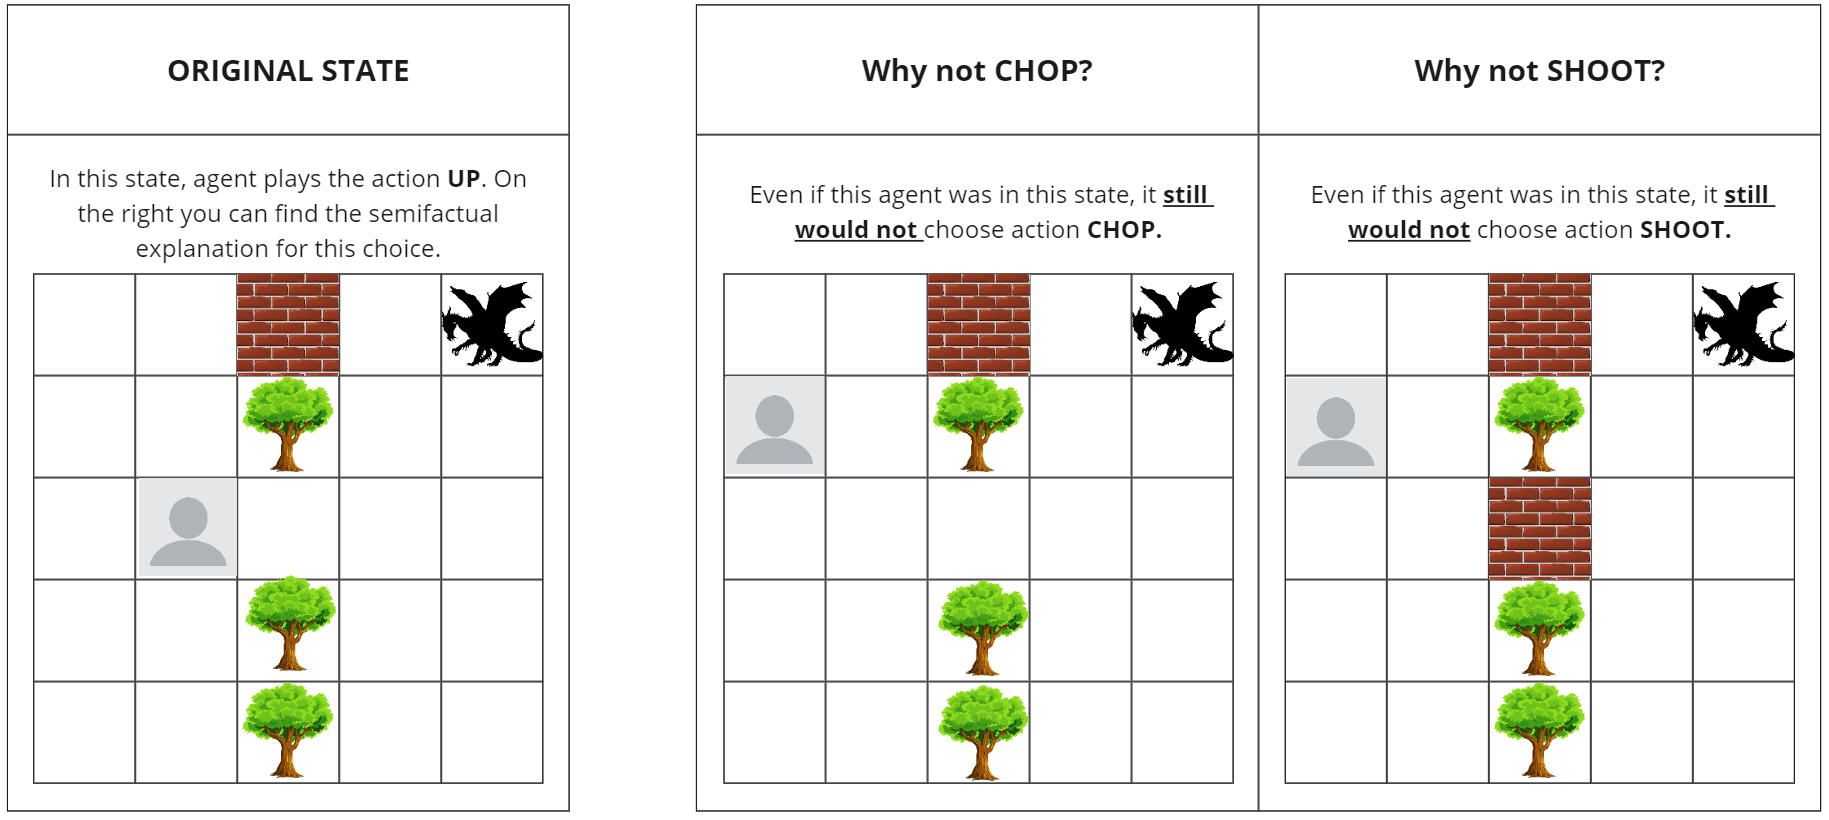 ORIGINAL STATE
In this state, agent plays the action UP. On
the right you can find the semifactual
explanation for this choice.
Why not CHOP?
Even if this agent was in this state, it still
would not choose action CHOP.
Why not SHOOT?
Even if this agent was in this state, it still
would not choose action SHOOT.